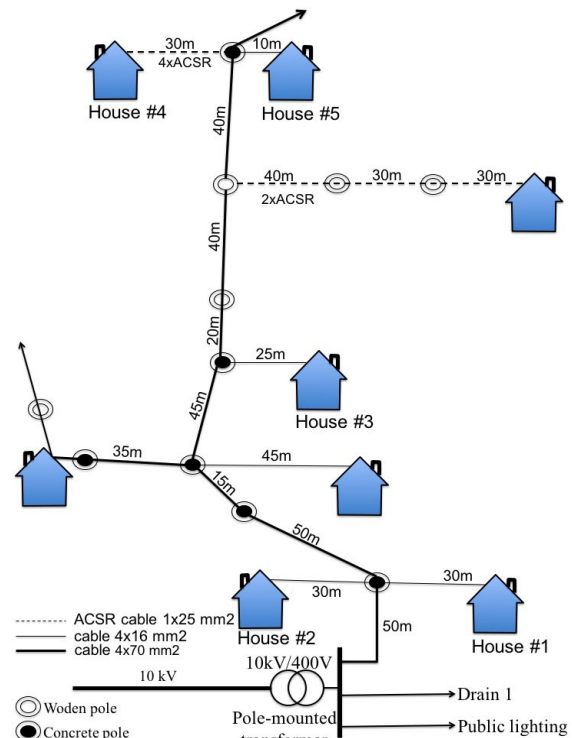 30m
10m
4xACSR
House #4
House #5
40m
40m
30m
30m
2xACSR
40m
20m
25m
45m
House #3
35m
45m
15m
50m
30m
30m
House #2
House #1
50m
ACSR cable 1x25 mm2
cable 4x16 mm2
cable 4x70 mm2
10kV/400V
10 kV
Drain 1
Woden pole
Pole-mounted
Public lighting
Concrete pole
transformer